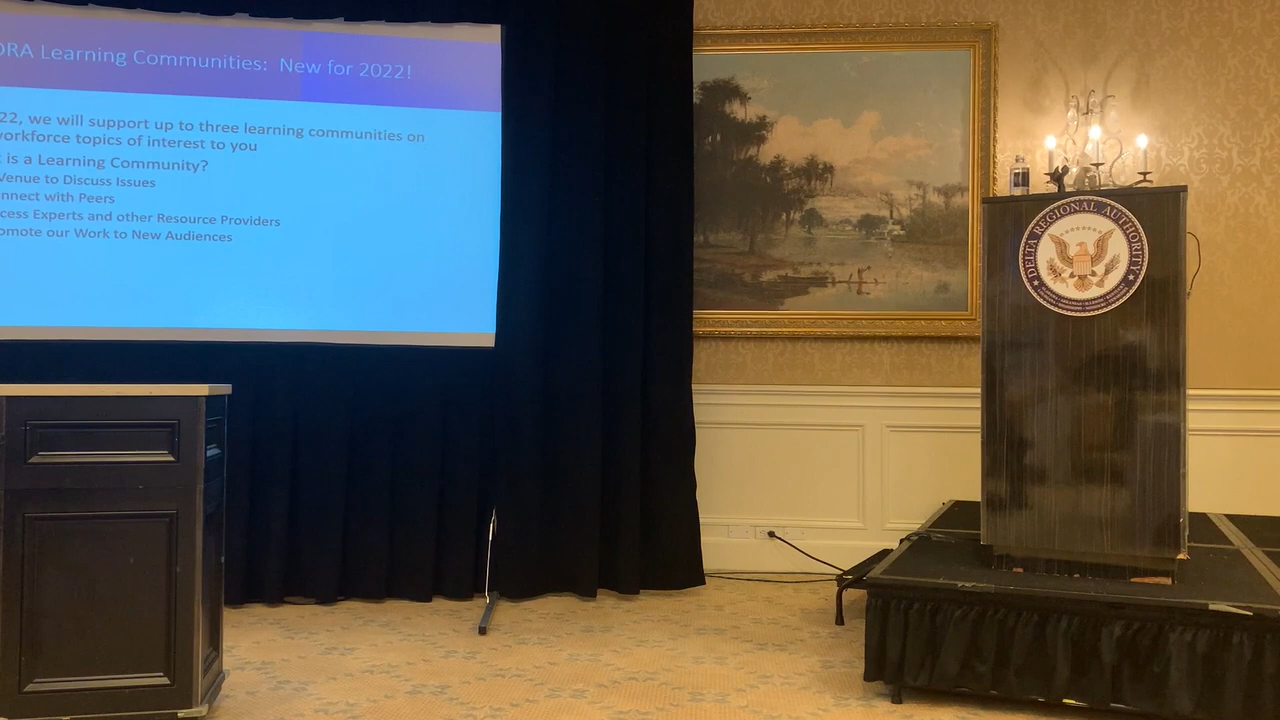 DRA Learning Communities: New for 2022!
22, we will support up to three learning communities on
workforce topics of interest to you
is a Learning Community?
Venue to Discuss Issues
nnect with Peers
cess Experts and other Resource Providers
omote our Work to New Audiences
DELTA REGIONAL AUTHORITY